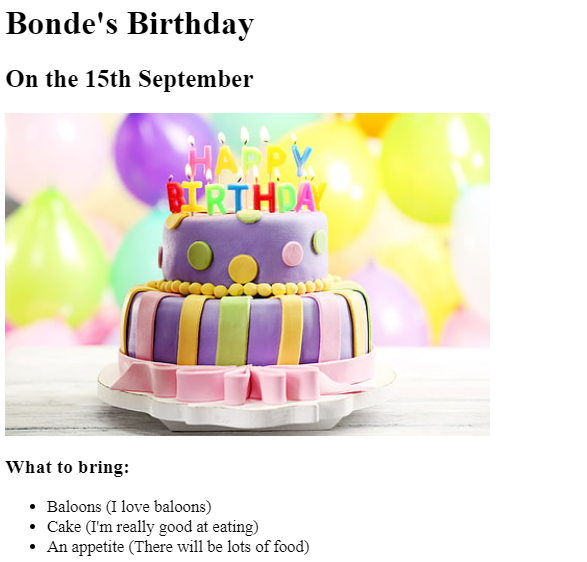 Bonde's Birthday
On the 15th September
HAPPY
BIRTHDAY
What to bring:
Baloons (I love baloons)
Cake (I'm really good at eating)
An appetite (There will be lots of food)